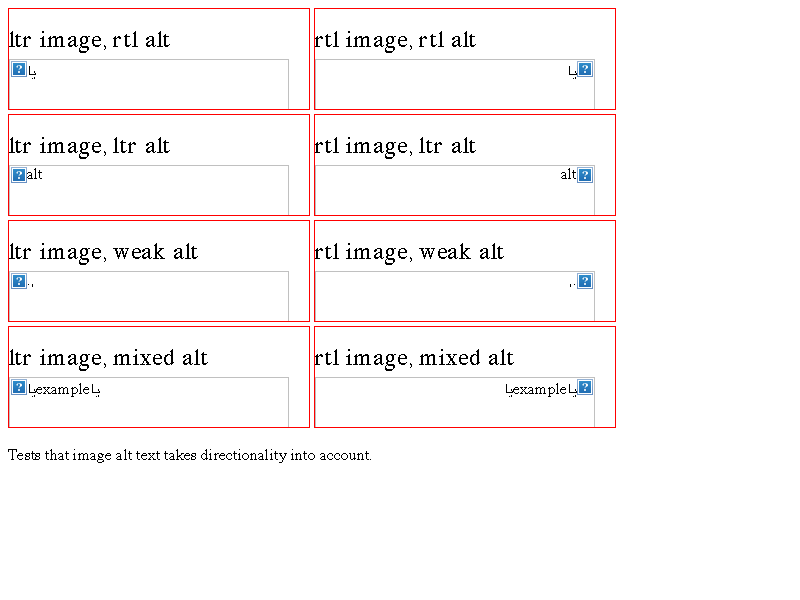 ltr image, rtl alt
rtl image, rtl alt
?يا
يا?
ltr image, ltr alt
rtl image, ltr alt
?alt
alt?
ltr image, weak alt
rtl image, weak alt
?
?
ltr image, mixed alt
rtl image, mixed alt
?ياexampleيا
ياexampleيا?
Tests that image alt text takes directionality into account.